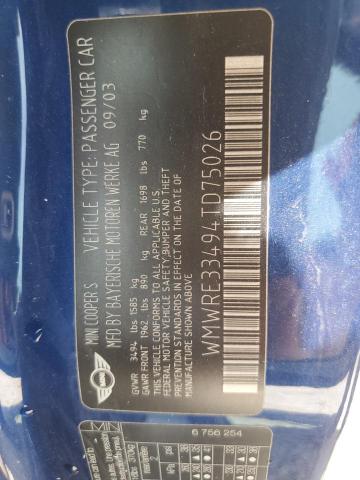 MINI COOPER S VEHICLE TYPE: PASSENGER CAR
MFD BY BAYERISCHE MOTOREN WERKE AG 09/03
GVWR 3494 lbs 1585 kg
GAWR FRONT 1962 lbs 890 kg REAR 1698 lbs 770 kg
THIS CAR CONFORMS TO ALL APPLICABLE U.S.
FEDERAL MOTOR VEHICLE SAFETY,BUMPER AND THEFT
PREVENTION STANDARDS IN EFFECT ON THE DATE OF
MANUFACTURE SHOWN ABOVE.
WMWRE33494TD75026
MINI
6 756 254